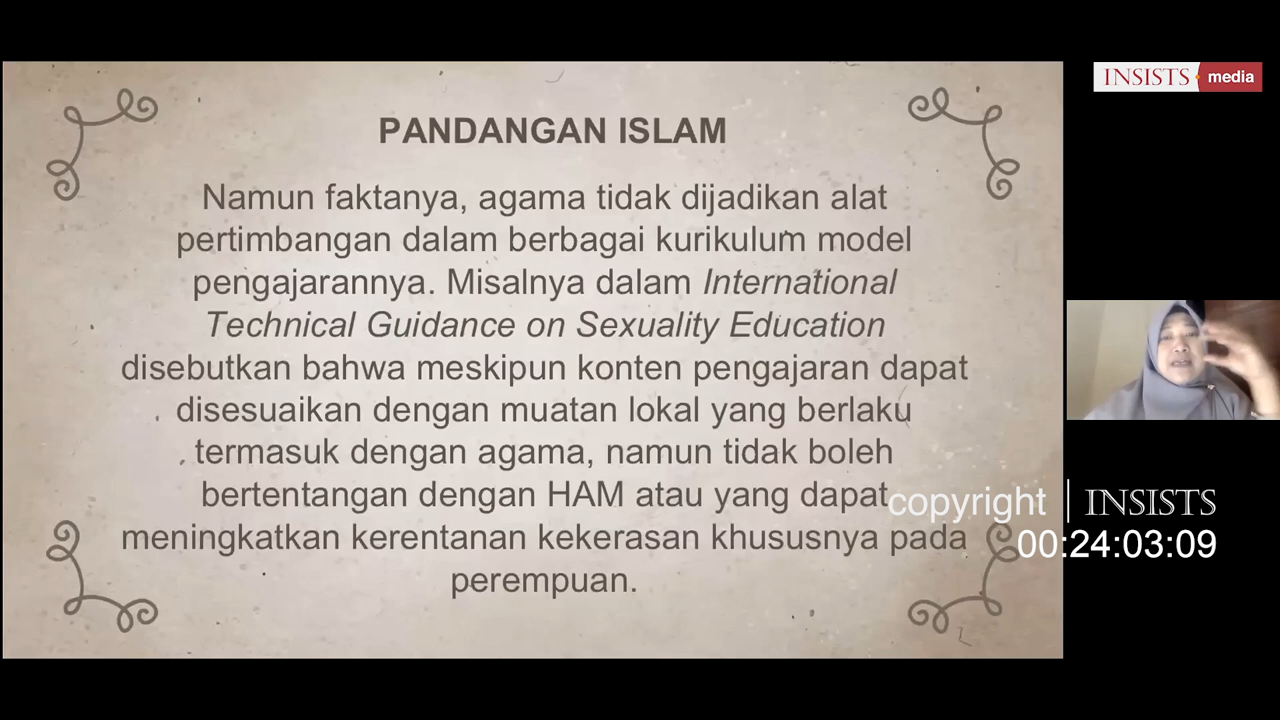 PANDANGAN ISLAM
Namun faktanya, agama tidak dijadikan alat
pertimbangan dalam berbagai kurikulum model
pengajarannya. Misalnya dalam International
Technical Guidance on Sexuality Education
disebutkan bahwa meskipun konten pengajaran dapat
disesuaikan dengan muatan lokal yang berlaku
termasuk dengan agama, namun tidak boleh
bertentangan dengan HAM atau yang dapat
meningkatkan kerentanan kekerasan khususnya pada
perempuan.
INSISTS media
copyright | INSISTS
00:24:03:09